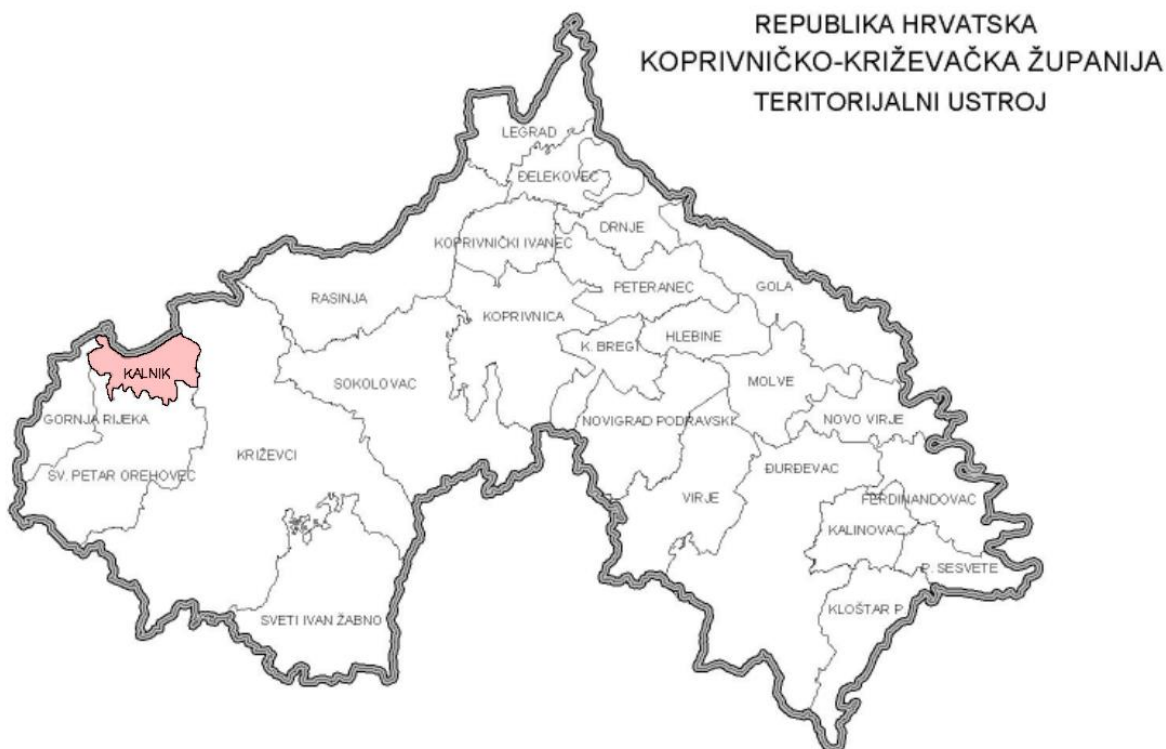 REPUBLIKA HRVATSKA
KOPRIVNIČKO-KRIŽEVAČKA ŽUPANIJA
TERITORIJALNI USTROJ
LEGRAD
ĐELEKOVEC
DRNJE
KOPRIVNIČKI IVANEC
RASINJA
PETERANEC
GOLA
KOPRIVNICA
HLEBINE
K. BREGI
KALNIK
SOKOLOVAC
MOLVE
GORNJA RIJEKA
NOVIGRAD PODRAVSKI
NOVO VIRJE
KRIŽEVCI
SV. PETAR OREHOVEC
ĐURĐEVAC
VIRJE
FERDINANDOVAC
KALINOVAC
P. SESVETE
KLOŠTAR P.
SVETI IVAN ŽABNO